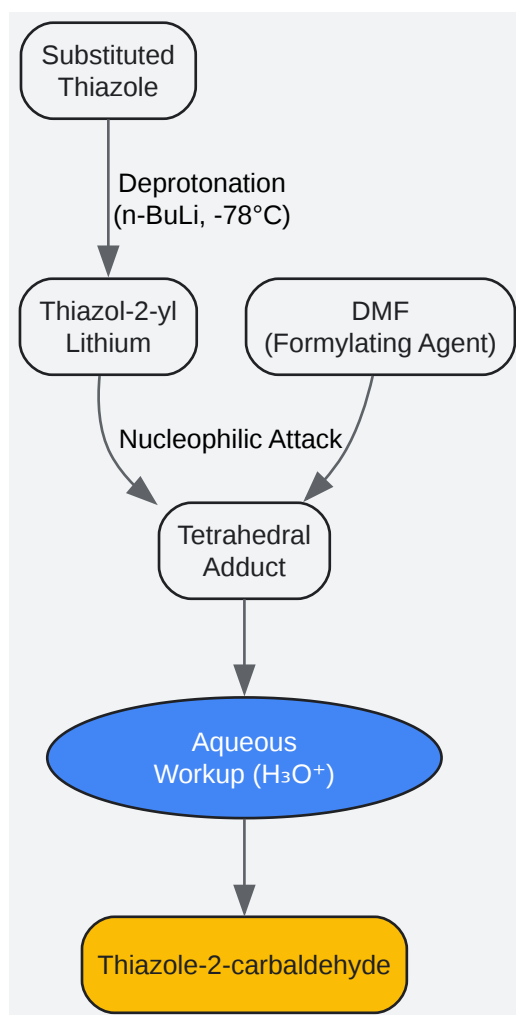 Substituted
Thiazole
Deprotonation
(n-BuLi, -78°C)
Thiazol-2-yl
Lithium
DMF
(Formylating Agent)
Nucleophilic Attack
Tetrahedral
Adduct
Aqueous
Workup (H₃O⁺)
Thiazole-2-carbaldehyde